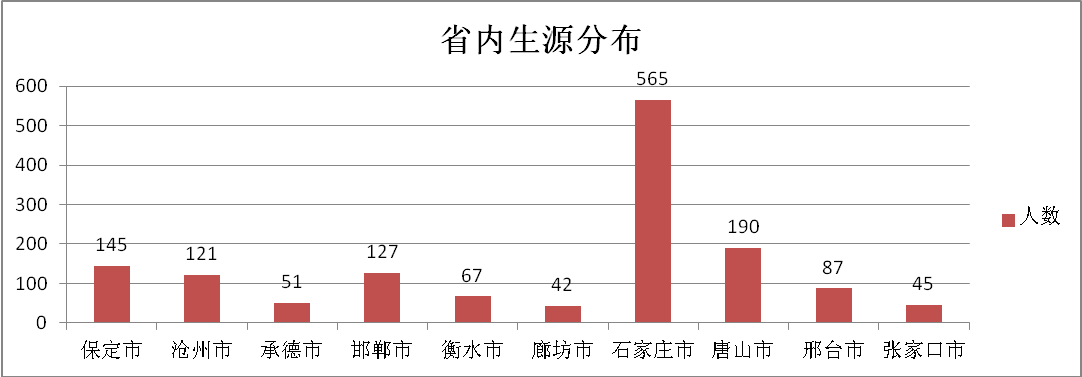 省内生源分布
600
500
400
300
200
100
0
145
121
51
127
67
42
565
190
87
45
保定市
沧州市
承德市
邯郸市
衡水市
廊坊市
石家庄市
唐山市
邢台市
张家口市
人数